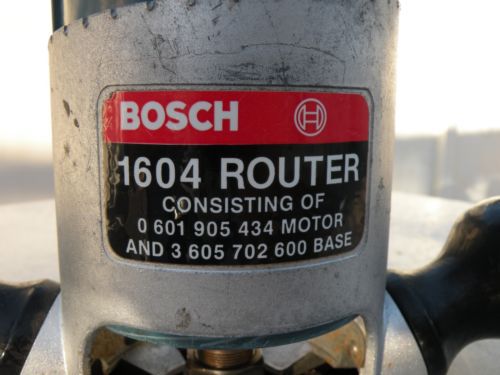 BOSCH
1604 ROUTER
CONSISTING OF
0 601 905 434 MOTOR
AND 3 605 702 600 BASE